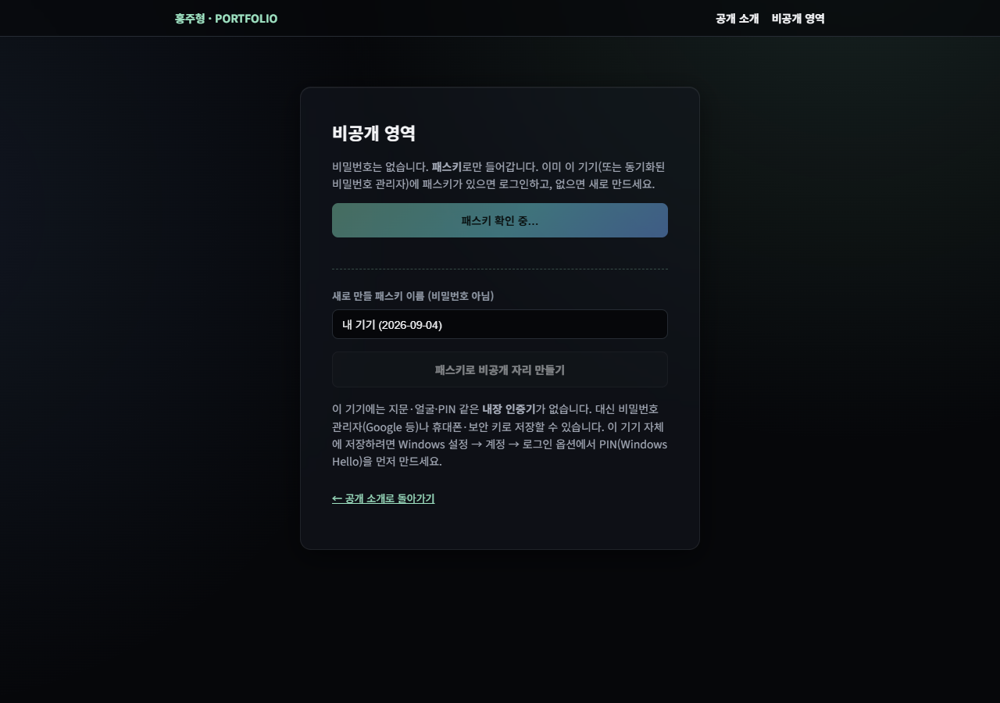 홍주형 · PORTFOLIO
공개 소개 비공개 영역
비공개 영역
비밀번호는 없습니다. 패스키로만 들어갑니다. 이미 이 기기(또는 동기화된
비밀번호 관리자)에 패스키가 있으면 로그인하고, 없으면 새로 만드세요.
패스키 확인 중…
새로 만들 패스키 이름 (비밀번호 아님)
내 기기 (2026-09-04)
패스키로 비공개 자리 만들기
이 기기에는 지문·얼굴·PIN 같은 내장 인증기가 없습니다. 대신 비밀번호
관리자(Google 등)나 휴대폰·보안 키로 저장할 수 있습니다. 이 기기 자체
에 저장하려면 Windows 설정 → 계정 → 로그인 옵션에서 PIN(Windows
Hello)을 먼저 만드세요.
← 공개 소개로 돌아가기